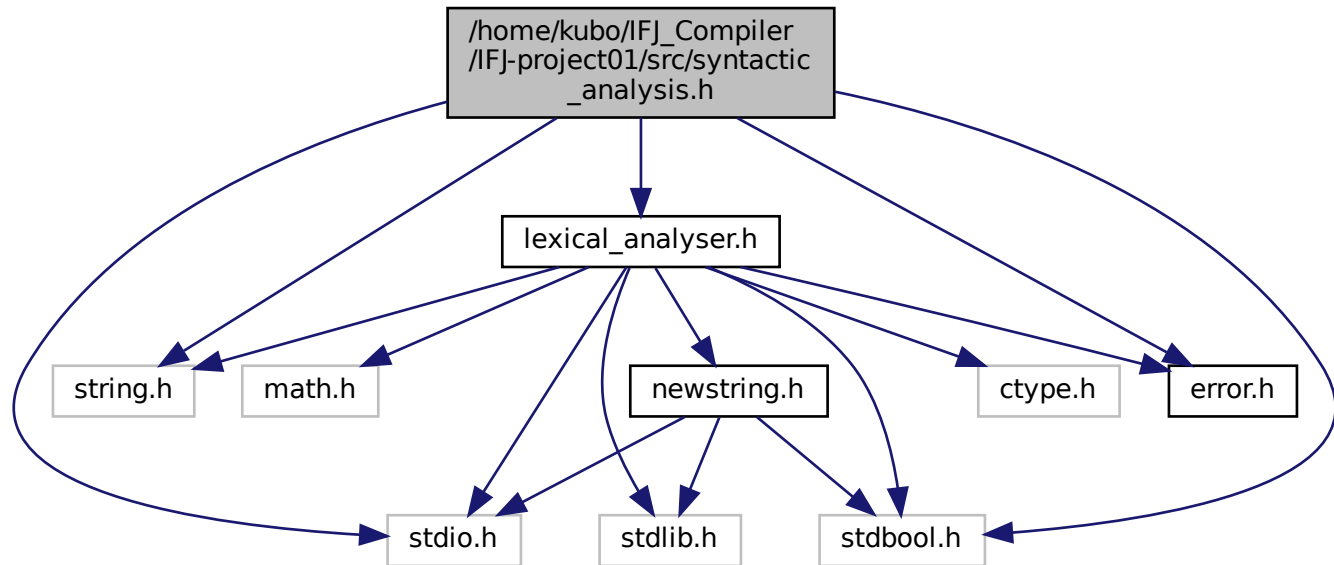 /home/kubo/IFJ_Compiler
/IFJ-project01/src/syntactic
_analysis.h
lexical_analyser.h
string.h
math.h
newstring.h
ctype.h
error.h
stdio.h
stdlib.h
stdbool.h